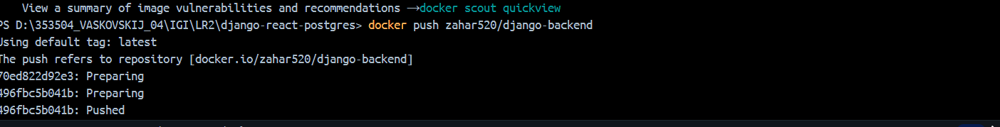 View a summary of image vulnerabilities and recommendations → docker scout quickview
PS D:\353504_VASKOVSKIJ_04\IGI\LR2\django-react-postgres> docker push zahar520/django-backend
Using default tag: latest
The push refers to repository [docker.io/zahar520/django-backend]
70ed822d92e3: Preparing
496fbc5b041b: Preparing
496fbc5b041b: Pushed